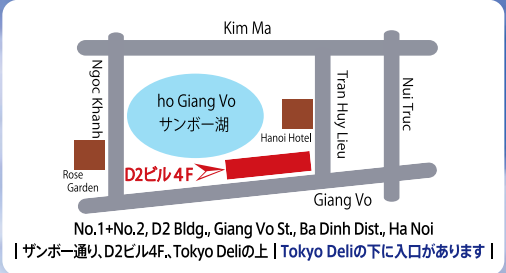 Kim Ma
Ngoc Khanh
ho Giang Vo
サンボー湖
Hanoi Hotel
Tran Huy Lieu
Nui Truc
Rose
Garden
D2ビル4F
Giang Vo
No.1+No.2, D2 Bldg., Giang Vo St., Ba Dinh Dist., Ha Noi
｜ザンボー通り、D2ビル4F.、Tokyo Deliの上｜Tokyo Deliの下に入口があります｜